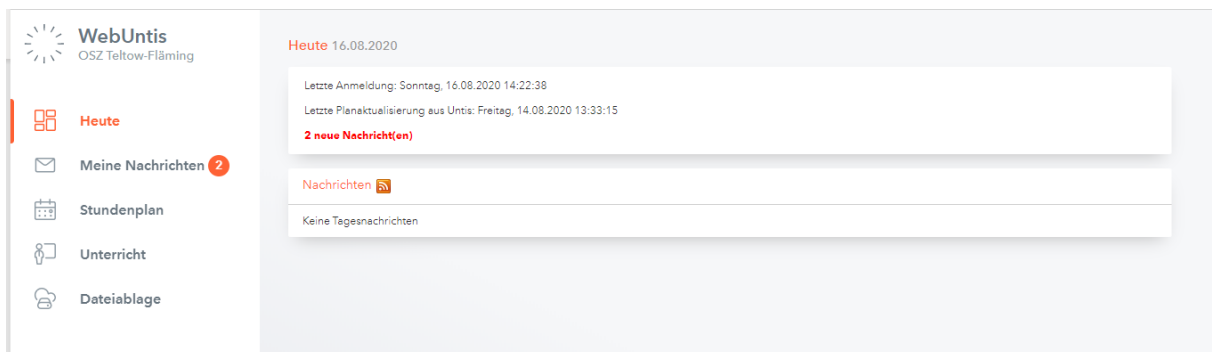 WebUntis
OSZ Teltow-Fläming
Heute
Meine Nachrichten 2
Stundenplan
Unterricht
Dateiablage
Heute 16.08.2020
Letzte Anmeldung: Sonntag, 16.08.2020 14:22:38
Letzte Planaktualisierung aus Untis: Freitag, 14.08.2020 13:33:15
2 neue Nachricht(en)
Nachrichten
Keine Tagesnachrichten